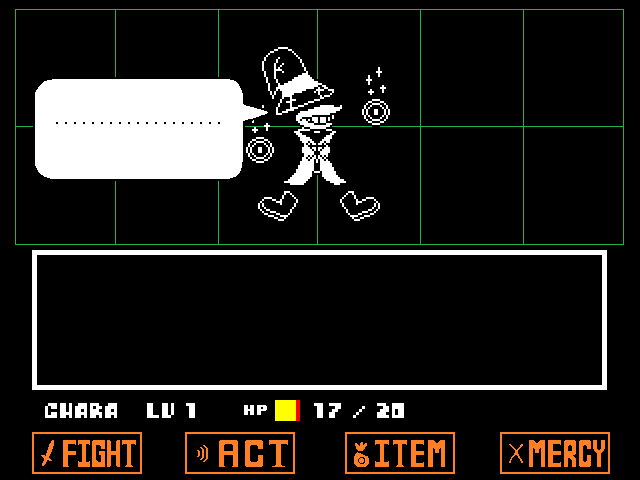 .....................
CHARA LV 1 HP 17 / 20
FIGHT ACT ITEM MERCY